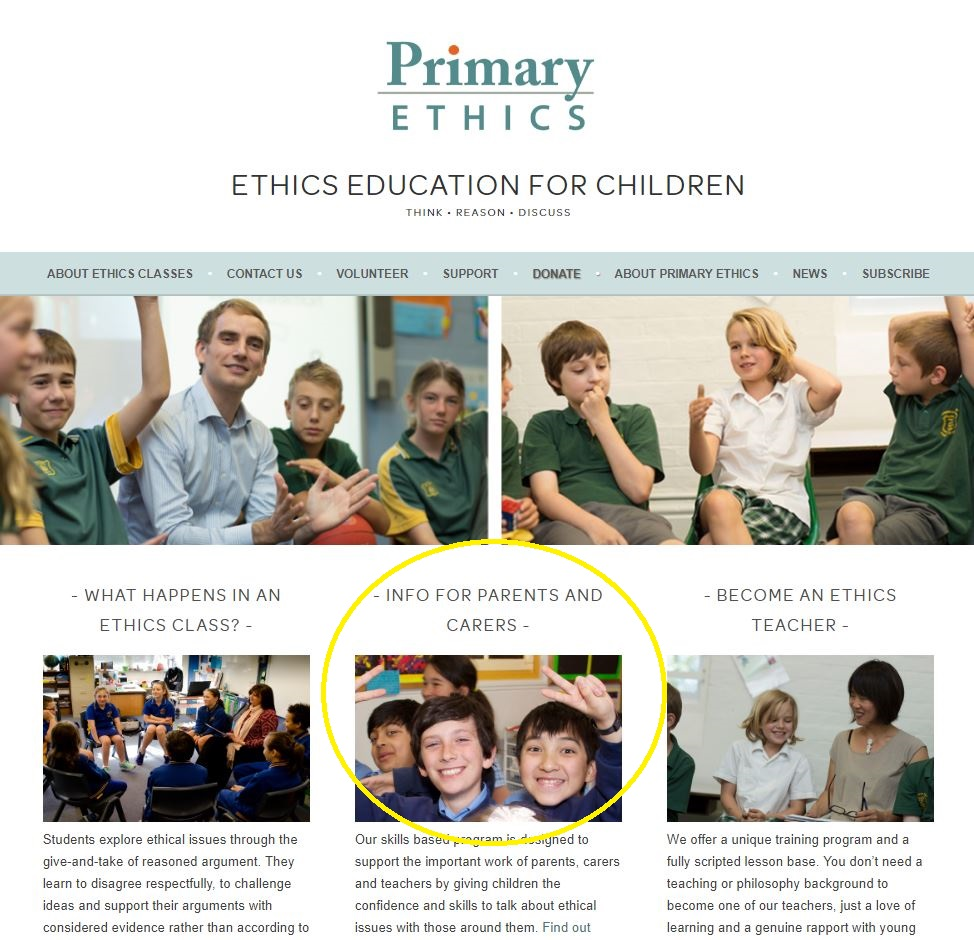 Primary
ETHICS
ETHICS EDUCATION FOR CHILDREN
THINK • REASON • DISCUSS
ABOUT ETHICS CLASSES • CONTACT US • VOLUNTEER • SUPPORT • DONATE • ABOUT PRIMARY ETHICS • NEWS • SUBSCRIBE
- WHAT HAPPENS IN AN
ETHICS CLASS? -
Students explore ethical issues through the
give-and-take of reasoned argument. They
learn to disagree respectfully, to challenge
ideas and support their arguments with
considered evidence rather than according to
- INFO FOR PARENTS AND
CARERS -
Our skills based program is designed to
support the important work of parents, carers
and teachers by giving children the
confidence and skills to talk about ethical
issues with those around them. Find out
- BECOME AN ETHICS
TEACHER -
We offer a unique training program and a
fully scripted lesson base. You don't need a
teaching or philosophy background to
become one of our teachers, just a love of
learning and a genuine rapport with young